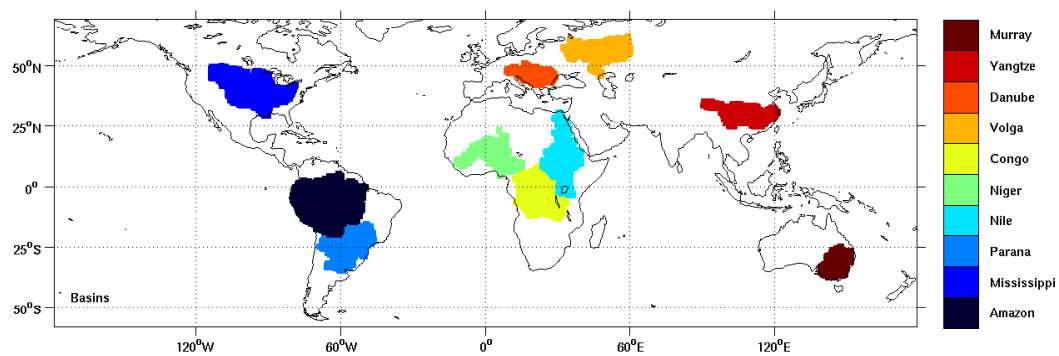 50°N
25°N
0°
25°S
50°S
Basins
120°W
60°W
0°
60°E
120°E
Murray
Yangtze
Danube
Volga
Congo
Niger
Nile
Parana
Mississippi
Amazon